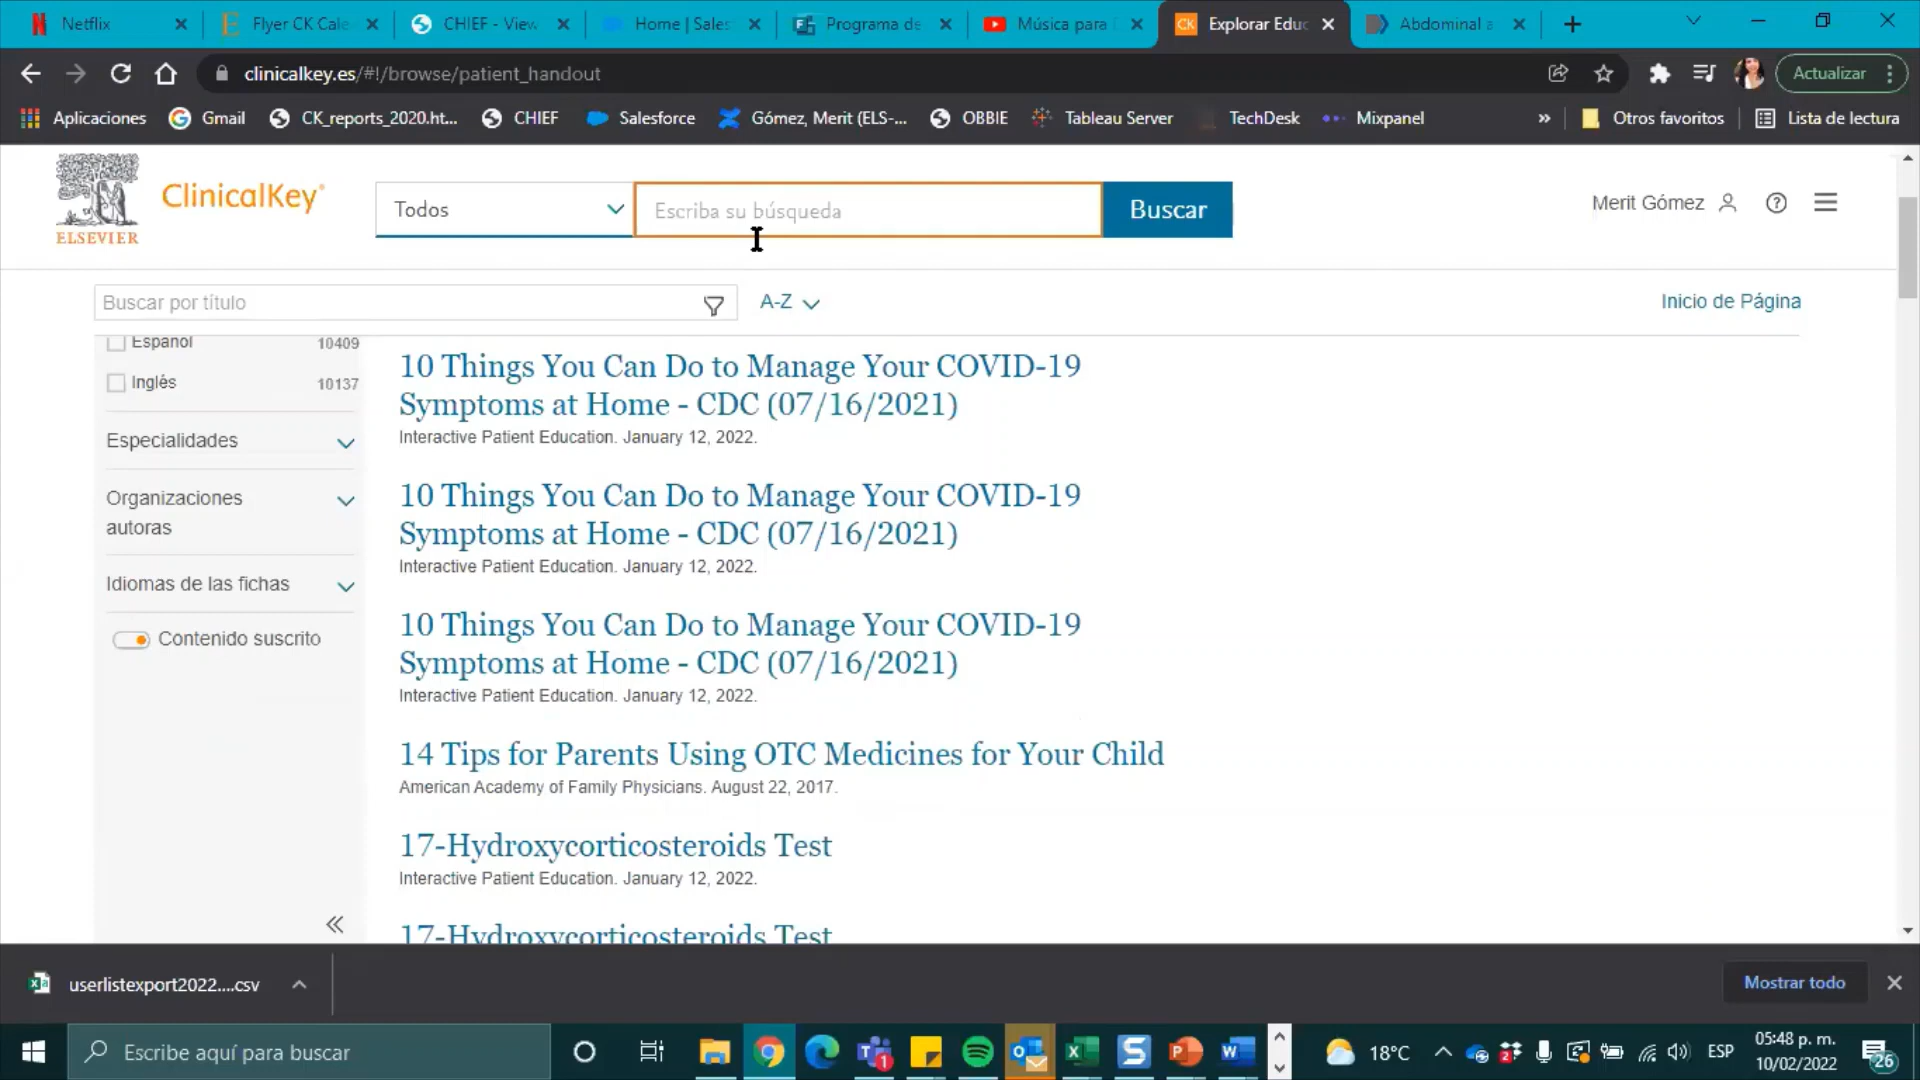 Netflix
Flyer CK Cale
CHIEF - View
Home | Sales
Programa de
Música para
CK Explorar Educ
Abdominal a
clinicalkey.es/#!/browse/patient_handout
Actualizar
Aplicaciones
Gmail
CK_reports_2020.ht...
CHIEF
Salesforce
Gómez, Merit (ELS-...
OBBIE
Tableau Server
TechDesk
Mixpanel
»
Otros favoritos
Lista de lectura
ELSEVIER
ClinicalKey®
Todos
Escriba su búsqueda
Buscar
Merit Gómez
Buscar por título
A-Z
Inicio de Página
Español 10409
Inglés 10137
Especialidades
Organizaciones
autoras
Idiomas de las fichas
Contenido suscrito
10 Things You Can Do to Manage Your COVID-19
Symptoms at Home - CDC (07/16/2021)
Interactive Patient Education. January 12, 2022.
10 Things You Can Do to Manage Your COVID-19
Symptoms at Home - CDC (07/16/2021)
Interactive Patient Education. January 12, 2022.
10 Things You Can Do to Manage Your COVID-19
Symptoms at Home - CDC (07/16/2021)
Interactive Patient Education. January 12, 2022.
14 Tips for Parents Using OTC Medicines for Your Child
American Academy of Family Physicians. August 22, 2017.
17-Hydroxycorticosteroids Test
Interactive Patient Education. January 12, 2022.
17-Hydroxycorticosteroids Test
userlistexport2022....csv
Mostrar todo
Escribe aquí para buscar
18°C
ESP
05:48 p. m.
10/02/2022
26